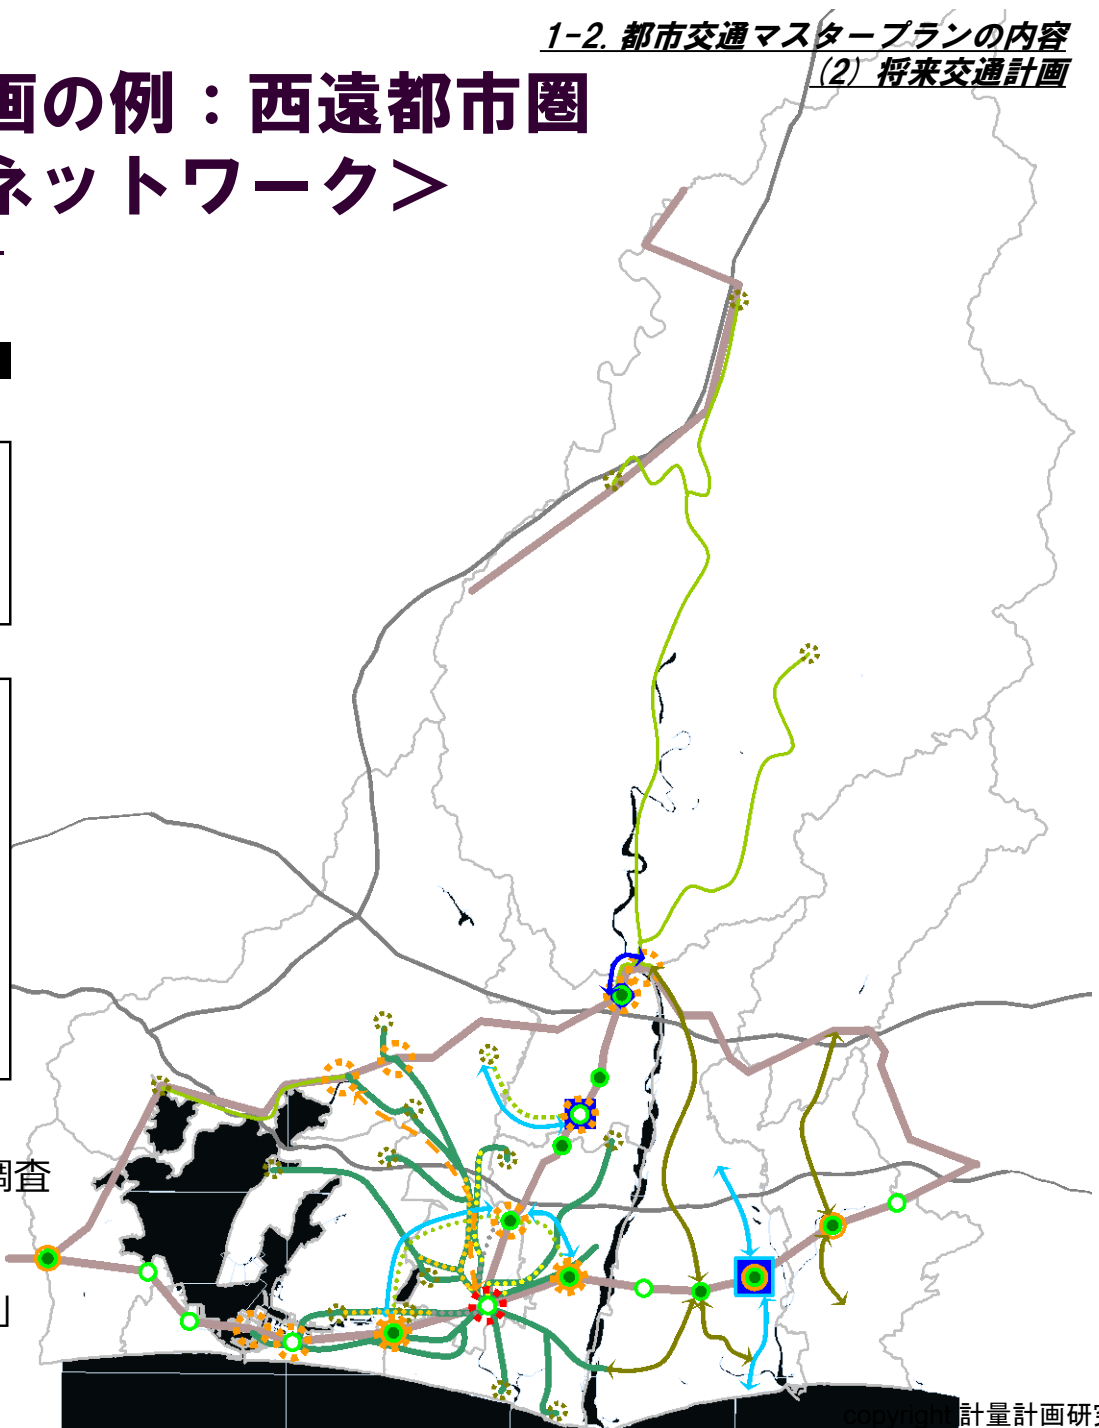 1-2. 都市交通マスタープランの内容
(2) 将来交通計画
画の例：西遠都市圏
ネットワーク＞
調査
」
copyright 計量計画研究